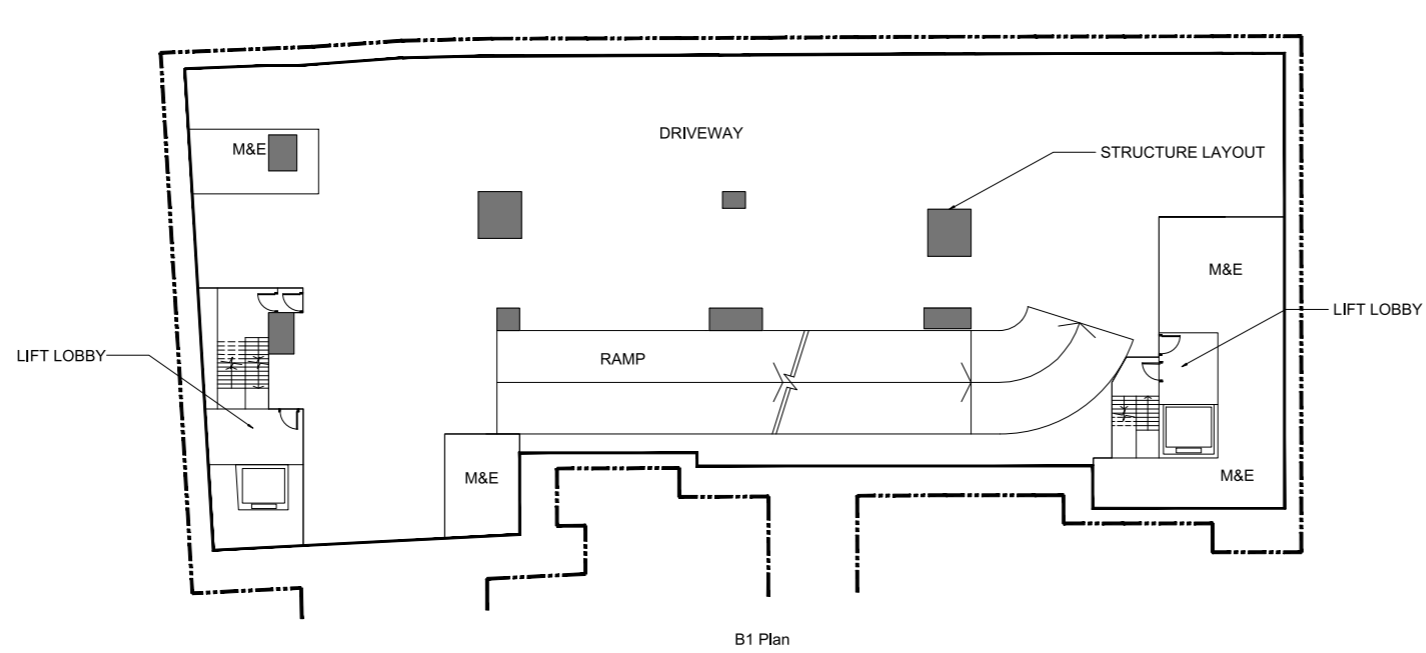 DRIVEWAY
M&E
STRUCTURE LAYOUT
M&E
LIFT LOBBY
LIFT LOBBY
RAMP
M&E
M&E
B1 Plan